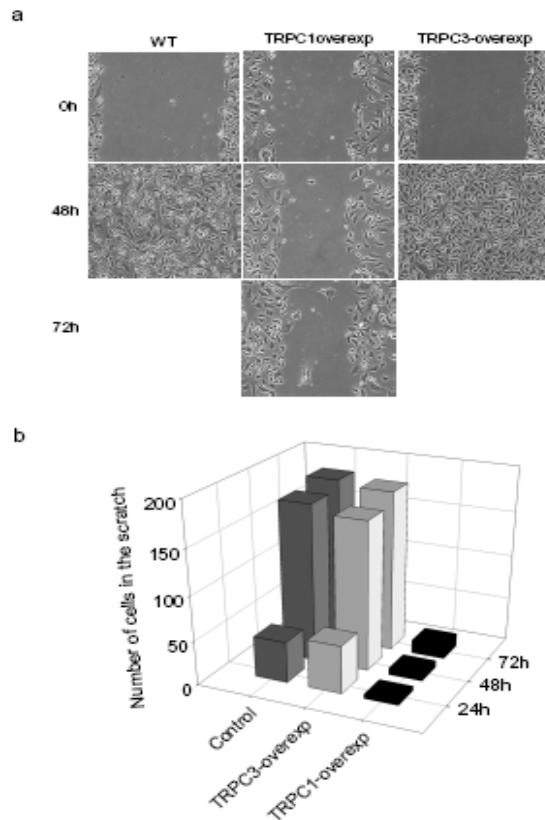 a
WT TRPC1overexp TRPC3-overexp
0h
48h
72h
b
Number of cells in the scratch
200
150
100
50
0
Control
TRPC3-overexp
TRPC1-overexp
72h
48h
24h